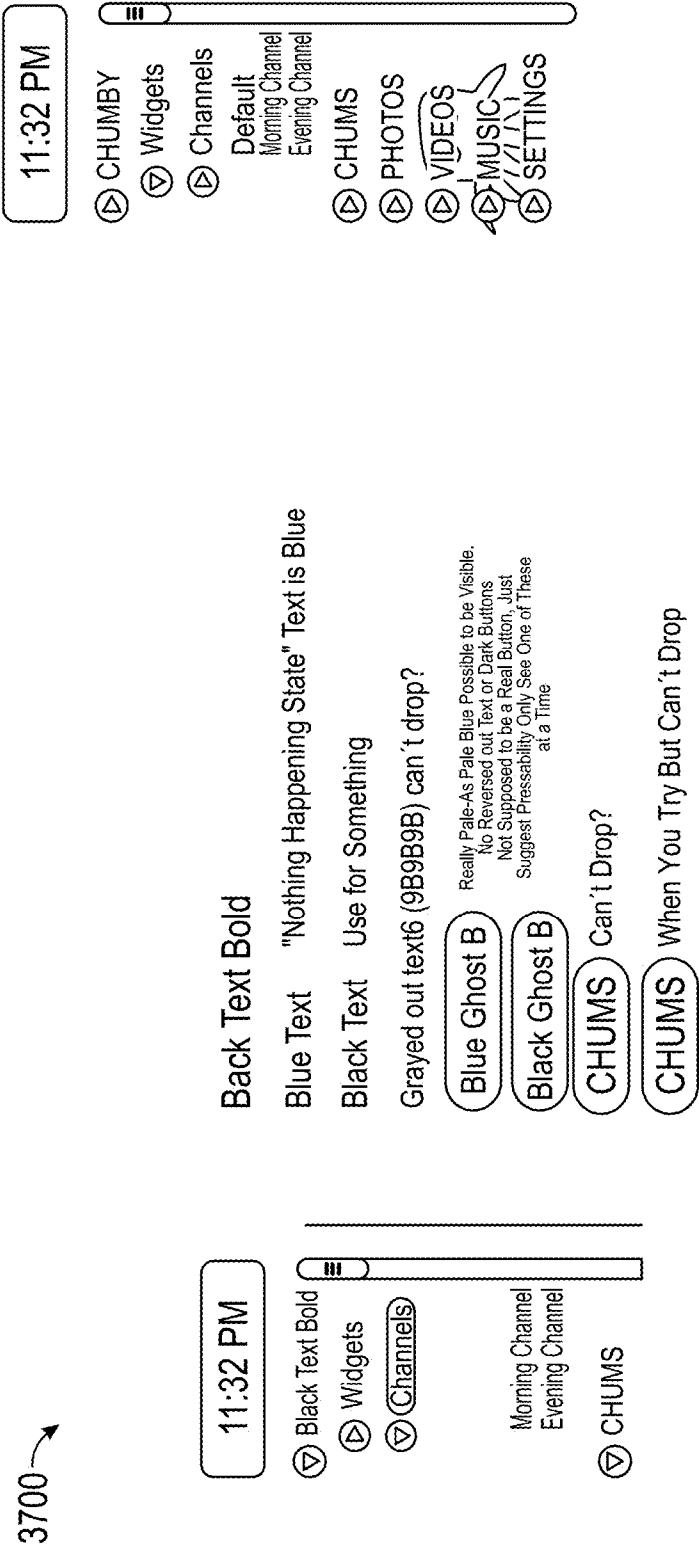 3700
11:32 PM
Black Text Bold
Widgets
Channels
Morning Channel
Evening Channel
CHUMS
Back Text Bold
Blue Text "Nothing Happening State" Text is Blue
Black Text Use for Something
Grayed out text6 (9B9B9B) can´t drop?
Blue Ghost B
Really Pale-As Pale Blue Possible to be Visible.
No Reversed out Text or Dark Buttons
Black Ghost B
Not Supposed to be a Real Button, Just
Suggest Pressability Only See One of These
at a Time
CHUMS Can´t Drop?
CHUMS When You Try But Can´t Drop
11:32 PM
CHUMBY
Widgets
Channels
Default
Morning Channel
Evening Channel
CHUMS
PHOTOS
VIDEOS
MUSIC
SETTINGS